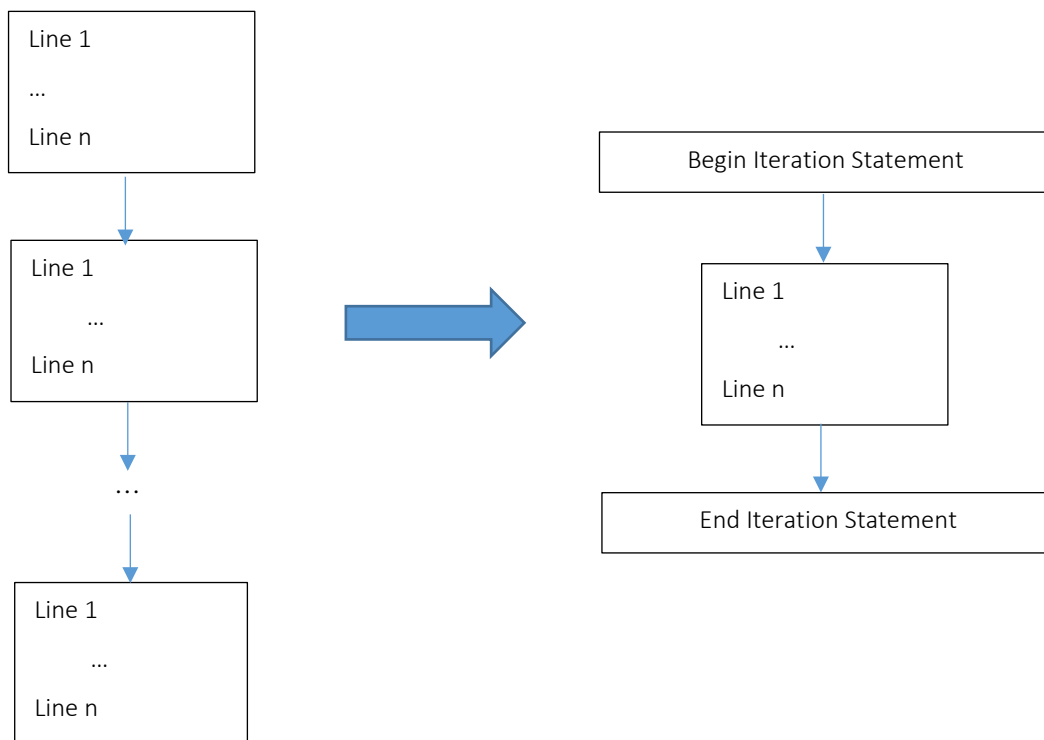 Line 1
...
Line n
Line 1
...
Line n
...
Line 1
...
Line n
Begin Iteration Statement
Line 1
...
Line n
End Iteration Statement